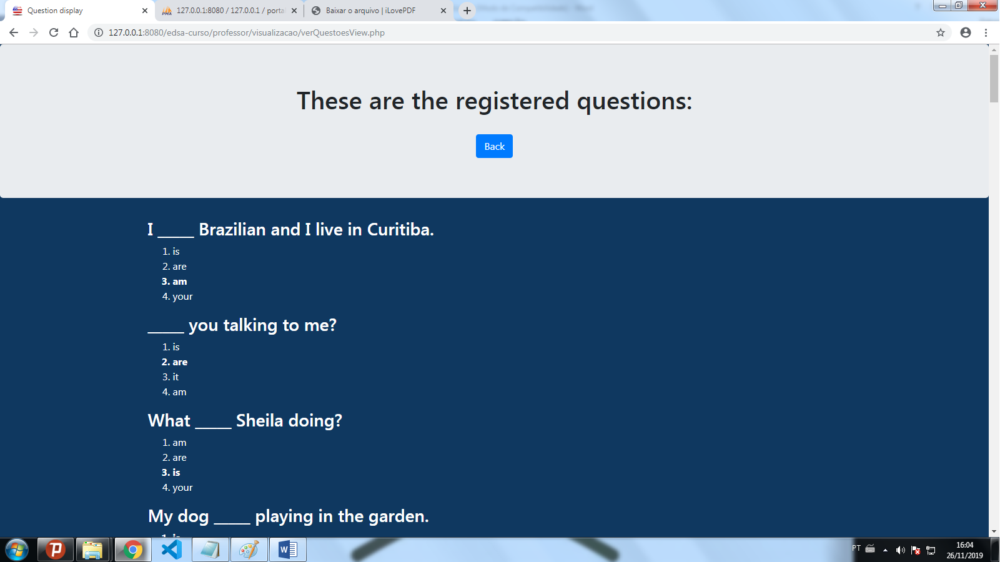 Question display
127.0.0.1:8080 / 127.0.0.1 / porta
Baixar o arquivo | iLovePDF
127.0.0.1:8080/edsa-curso/professor/visualizacao/verQuestoesView.php
These are the registered questions:
Back
I _____ Brazilian and I live in Curitiba.
1. is
2. are
3. am
4. your
_____ you talking to me?
1. is
2. are
3. it
4. am
What _____ Sheila doing?
1. am
2. are
3. is
4. your
My dog _____ playing in the garden.
1. is
PT
16:04
26/11/2019